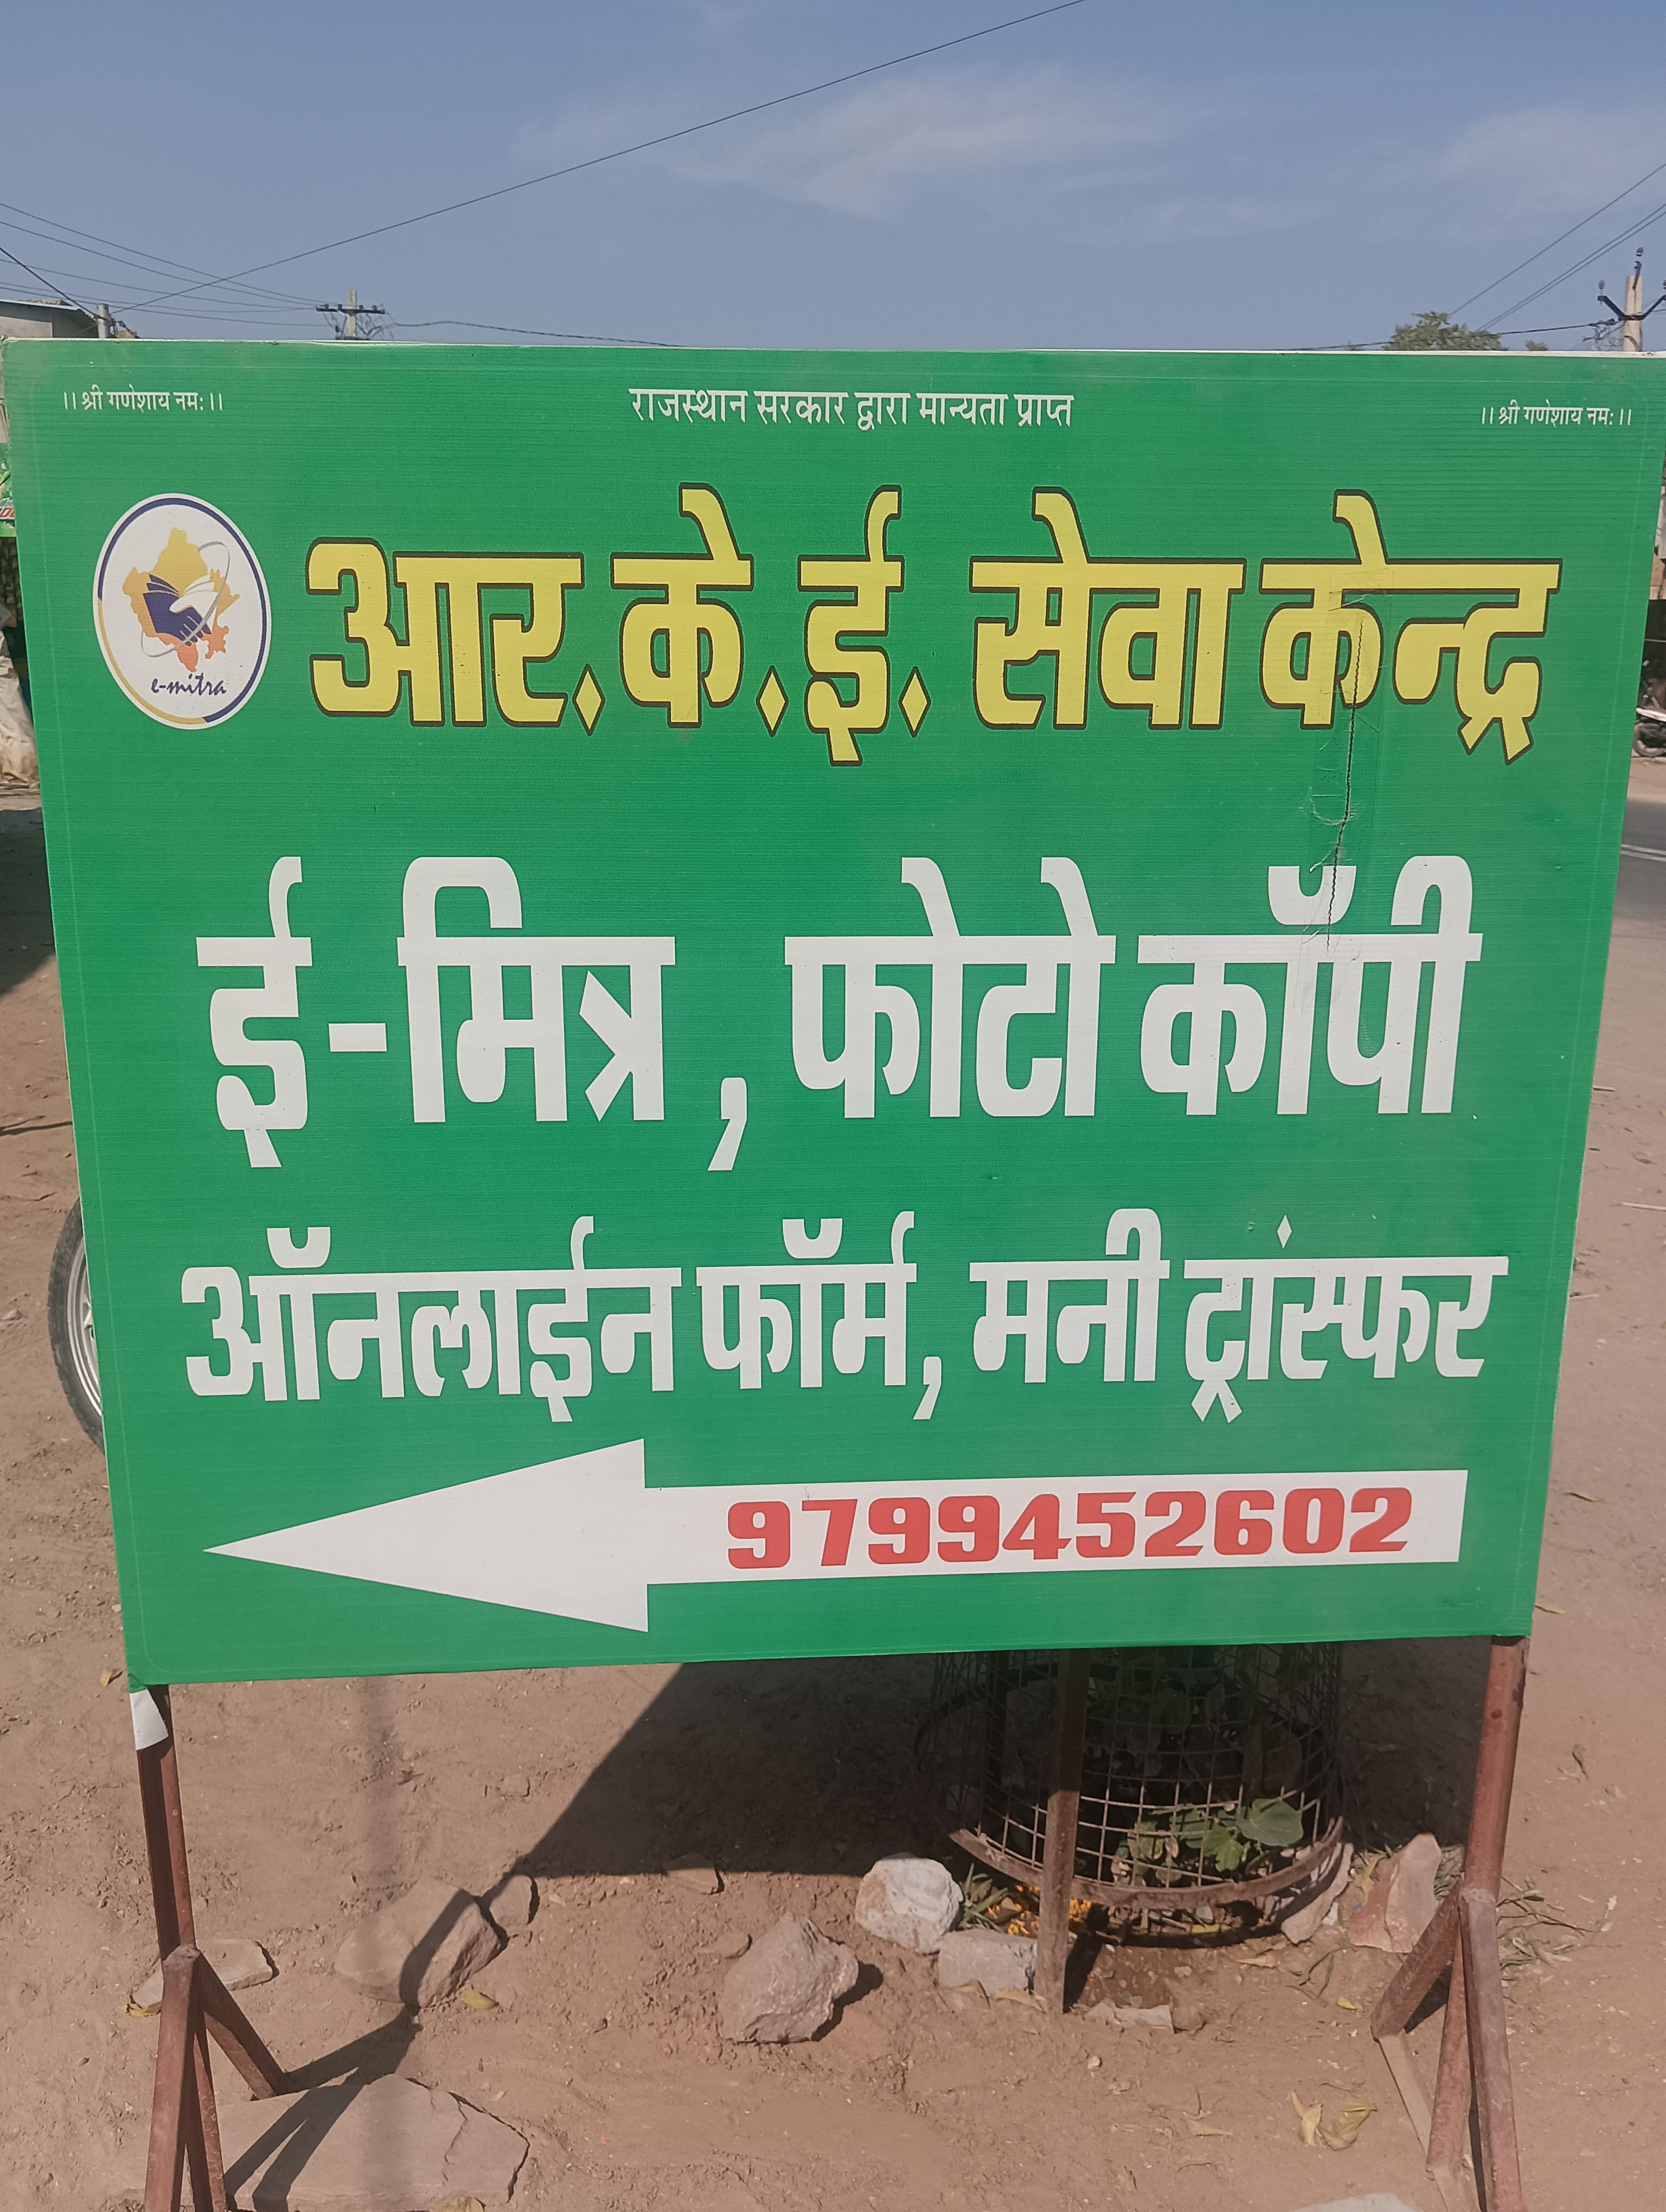 ।। श्री गणेशाय नमः ।। राजस्थान सरकार द्वारा मान्यता प्राप्त ।। श्री गणेशाय नमः ।।
e-mitra
आर.के.ई. सेवा केन्द्र
ई-मित्र, फोटो कॉपी
ऑनलाईन फॉर्म, मनी ट्रांस्फर
9799452602